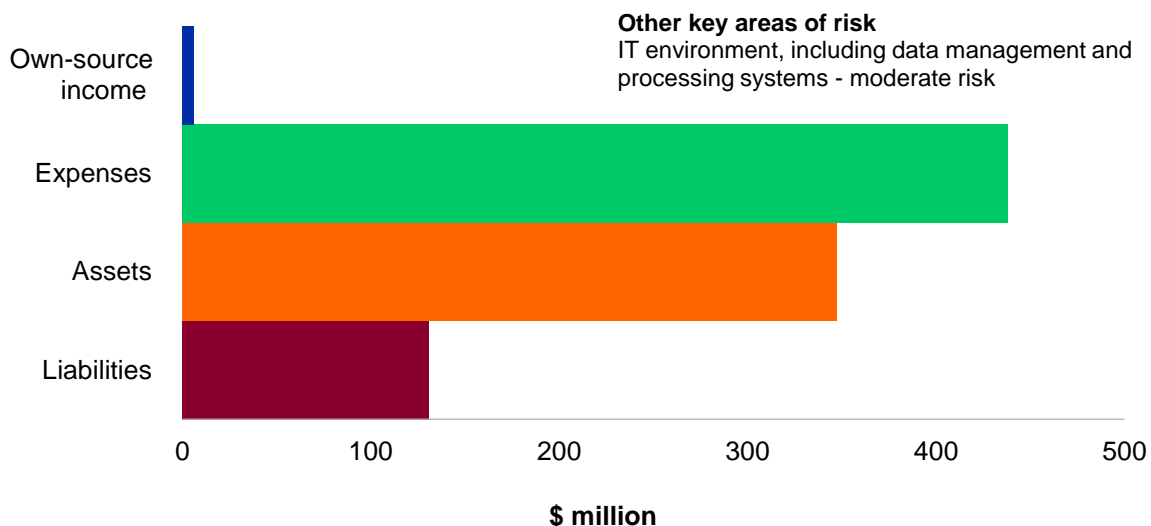 Other key areas of risk
IT environment, including data management and
processing systems - moderate risk
Own-source
income
Expenses
Assets
Liabilities
0 100 200 300 400 500
$ million